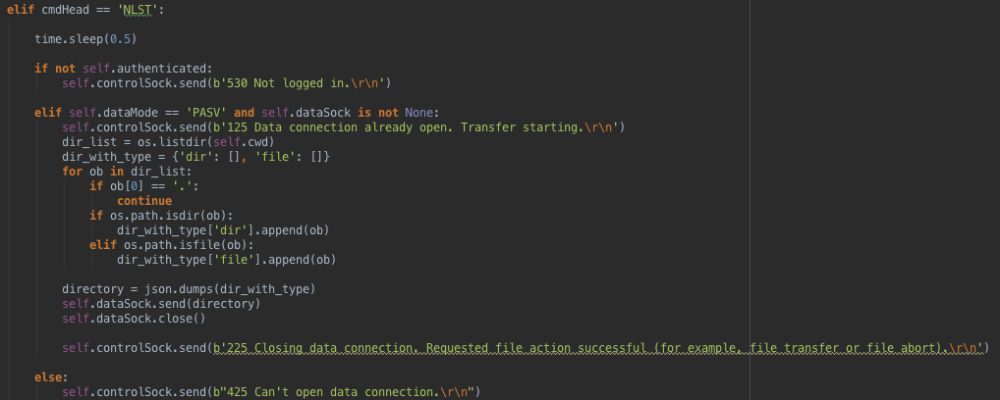 elif cmdHead == 'NLST':
time.sleep(0.5)
if not self.authenticated:
self.controlSock.send(b'530 Not logged in.\r\n')
elif self.dataMode == 'PASV' and self.dataSock is not None:
self.controlSock.send(b'125 Data connection already open. Transfer starting.\r\n')
dir_list = os.listdir(self.cwd)
dir_with_type = {'dir': [], 'file': []}
for ob in dir_list:
if ob[0] == '.':
continue
if os.path.isdir(ob):
dir_with_type['dir'].append(ob)
elif os.path.isfile(ob):
dir_with_type['file'].append(ob)
directory = json.dumps(dir_with_type)
self.dataSock.send(directory)
self.dataSock.close()
self.controlSock.send(b'225 Closing data connection. Requested file action successful (for example, file transfer or file abort).\r\n')
else:
self.controlSock.send(b"425 Can't open data connection.\r\n")